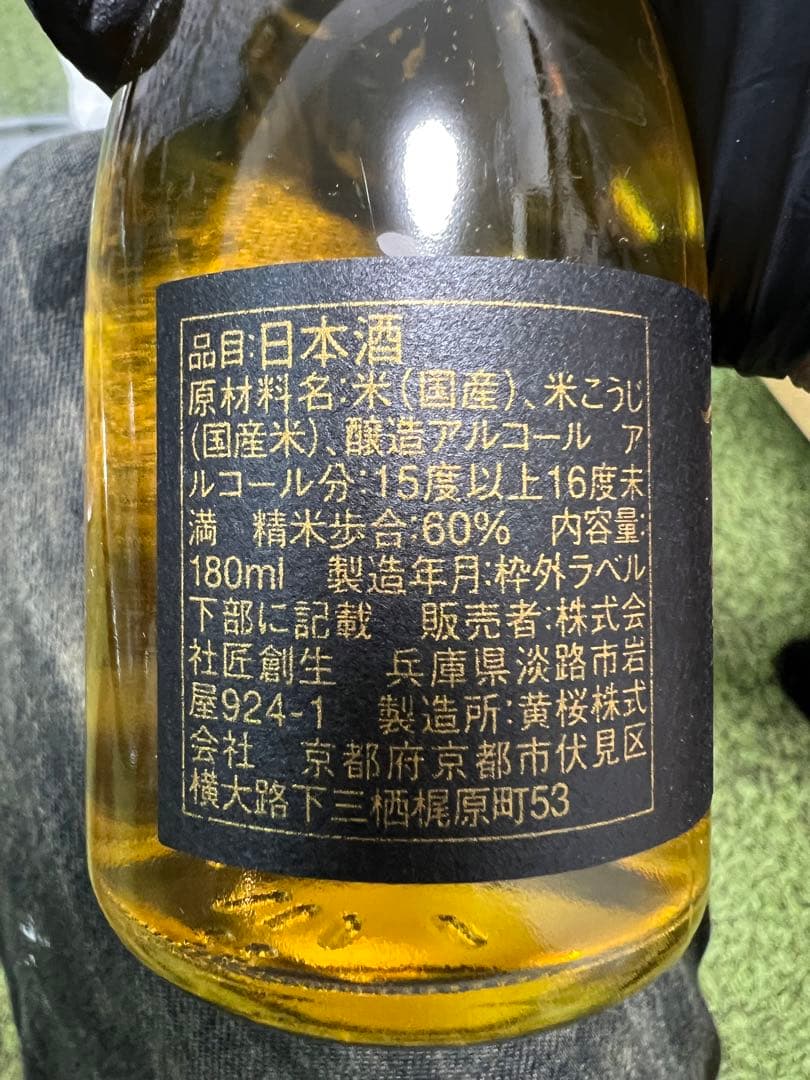 品目:日本酒
原材料名:米(国産)、米こうじ
(国産米)、醸造アルコール ア
ルコール分:15度以上16度未
満 精米歩合:60% 内容量:
180ml 製造年月:枠外ラベル
下部に記載 販売者:株式会
社匠創生 兵庫県淡路市岩
屋924-1 製造所:黄桜株式
会社 京都府京都市伏見区
横大路下三栖梶原町53